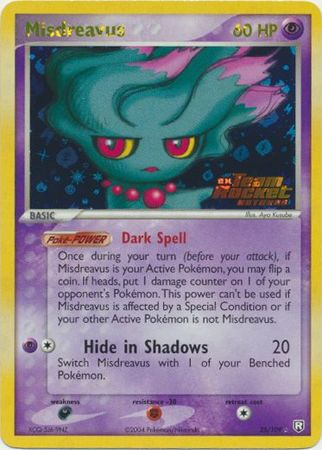 Misdreavus 60 HP
ex Team
Rocket
Returns
Illus. Aya Kusube
BASIC
Poké-POWER Dark Spell
Once during your turn (before your attack), if
Misdreavus is your Active Pokémon, you may flip a
coin. If heads, put 1 damage counter on 1 of
your opponent's Pokémon. This power can't be used if
Misdreavus is affected by a Special Condition or if
your other Active Pokémon is not Misdreavus.
Hide in Shadows 20
Switch Misdreavus with 1 of your Benched
Pokémon.
weakness resistance -30 retreat cost
©2004 Pokémon/Nintendo
R